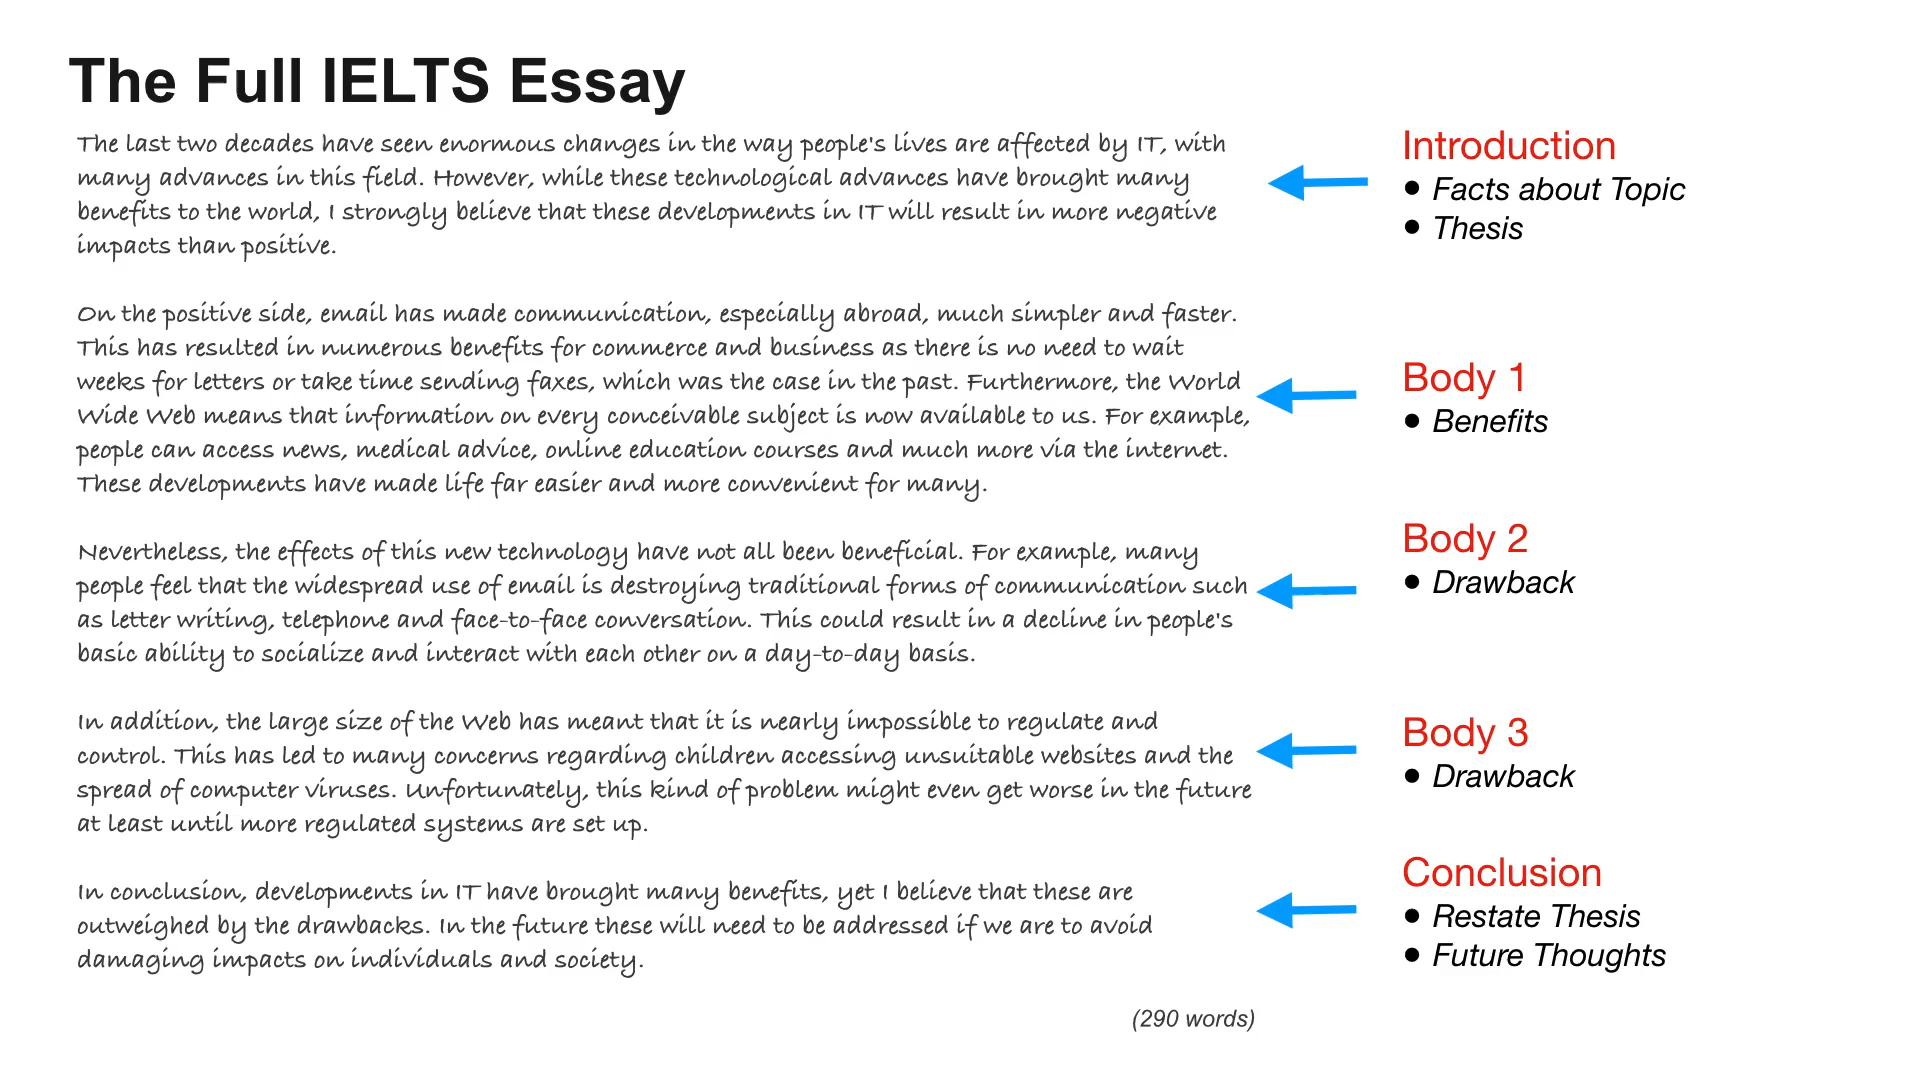 The Full IELTS Essay
The last two decades have seen enormous changes in the way people's lives are affected by IT, with
many advances in this field. However, while these technological advances have brought many
benefits to the world, I strongly believe that these developments in IT will result in more negative
impacts than positive.
On the positive side, email has made communication, especially abroad, much simpler and faster.
This has resulted in numerous benefits for commerce and business as there is no need to wait
weeks for letters or take time sending faxes, which was the case in the past. Furthermore, the World
Wide Web means that information on every conceivable subject is now available to us. For example,
people can access news, medical advice, online education courses and much more via the internet.
These developments have made life far easier and more convenient for many.
Nevertheless, the effects of this new technology have not all been beneficial. For example, many
people feel that the widespread use of email is destroying traditional forms of communication such
as letter writing, telephone and face-to-face conversation. This could result in a decline in people's
basic ability to socialize and interact with each other on a day-to-day basis.
In addition, the large size of the Web has meant that it is nearly impossible to regulate and
control. This has led to many concerns regarding children accessing unsuitable websites and the
spread of computer viruses. Unfortunately, this kind of problem might even get worse in the future
at least until more regulated systems are set up.
In conclusion, developments in IT have brought many benefits, yet I believe that these are
outweighed by the drawbacks. In the future these will need to be addressed if we are to avoid
damaging impacts on individuals and society.
(290 words)
Introduction
• Facts about Topic
• Thesis
Body 1
• Benefits
Body 2
• Drawback
Body 3
• Drawback
Conclusion
• Restate Thesis
• Future Thoughts